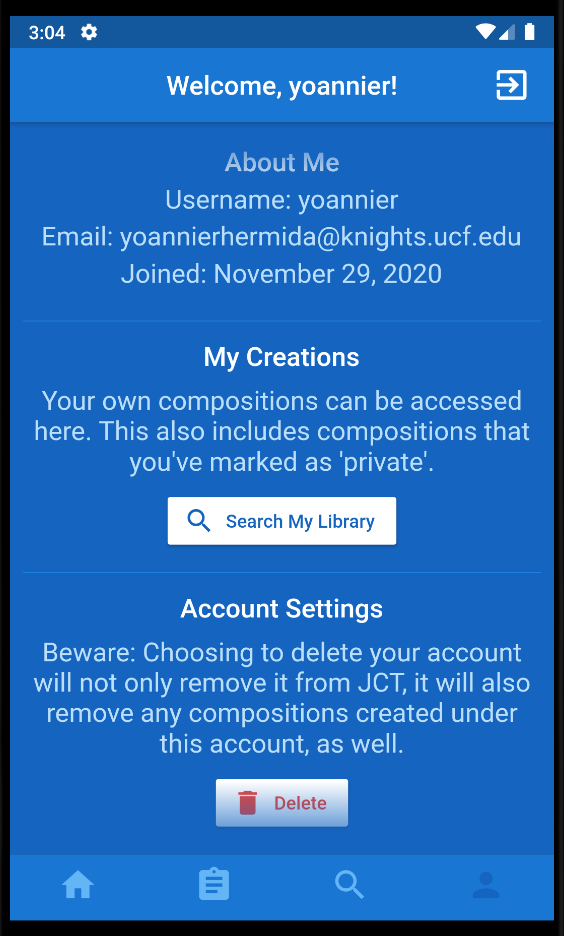 3:04
Welcome, yoannier!
About Me
Username: yoannier
Email: yoannierhermida@knights.ucf.edu
Joined: November 29, 2020
My Creations
Your own compositions can be accessed
here. This also includes compositions that
you've marked as 'private'.
Search My Library
Account Settings
Beware: Choosing to delete your account
will not only remove it from JCT, it will also
remove any compositions created under
this account, as well.
Delete